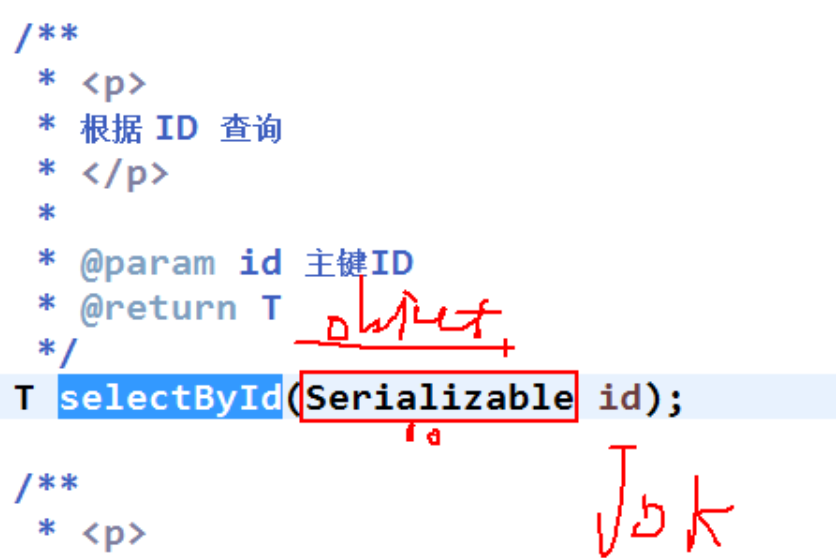 /**
* <p>
* 根据 ID 查询
* </p>
*
* @param id 主键ID
* @return T
object
*/
T selectById(Serializable id);
io
JDK
/**
* <p>